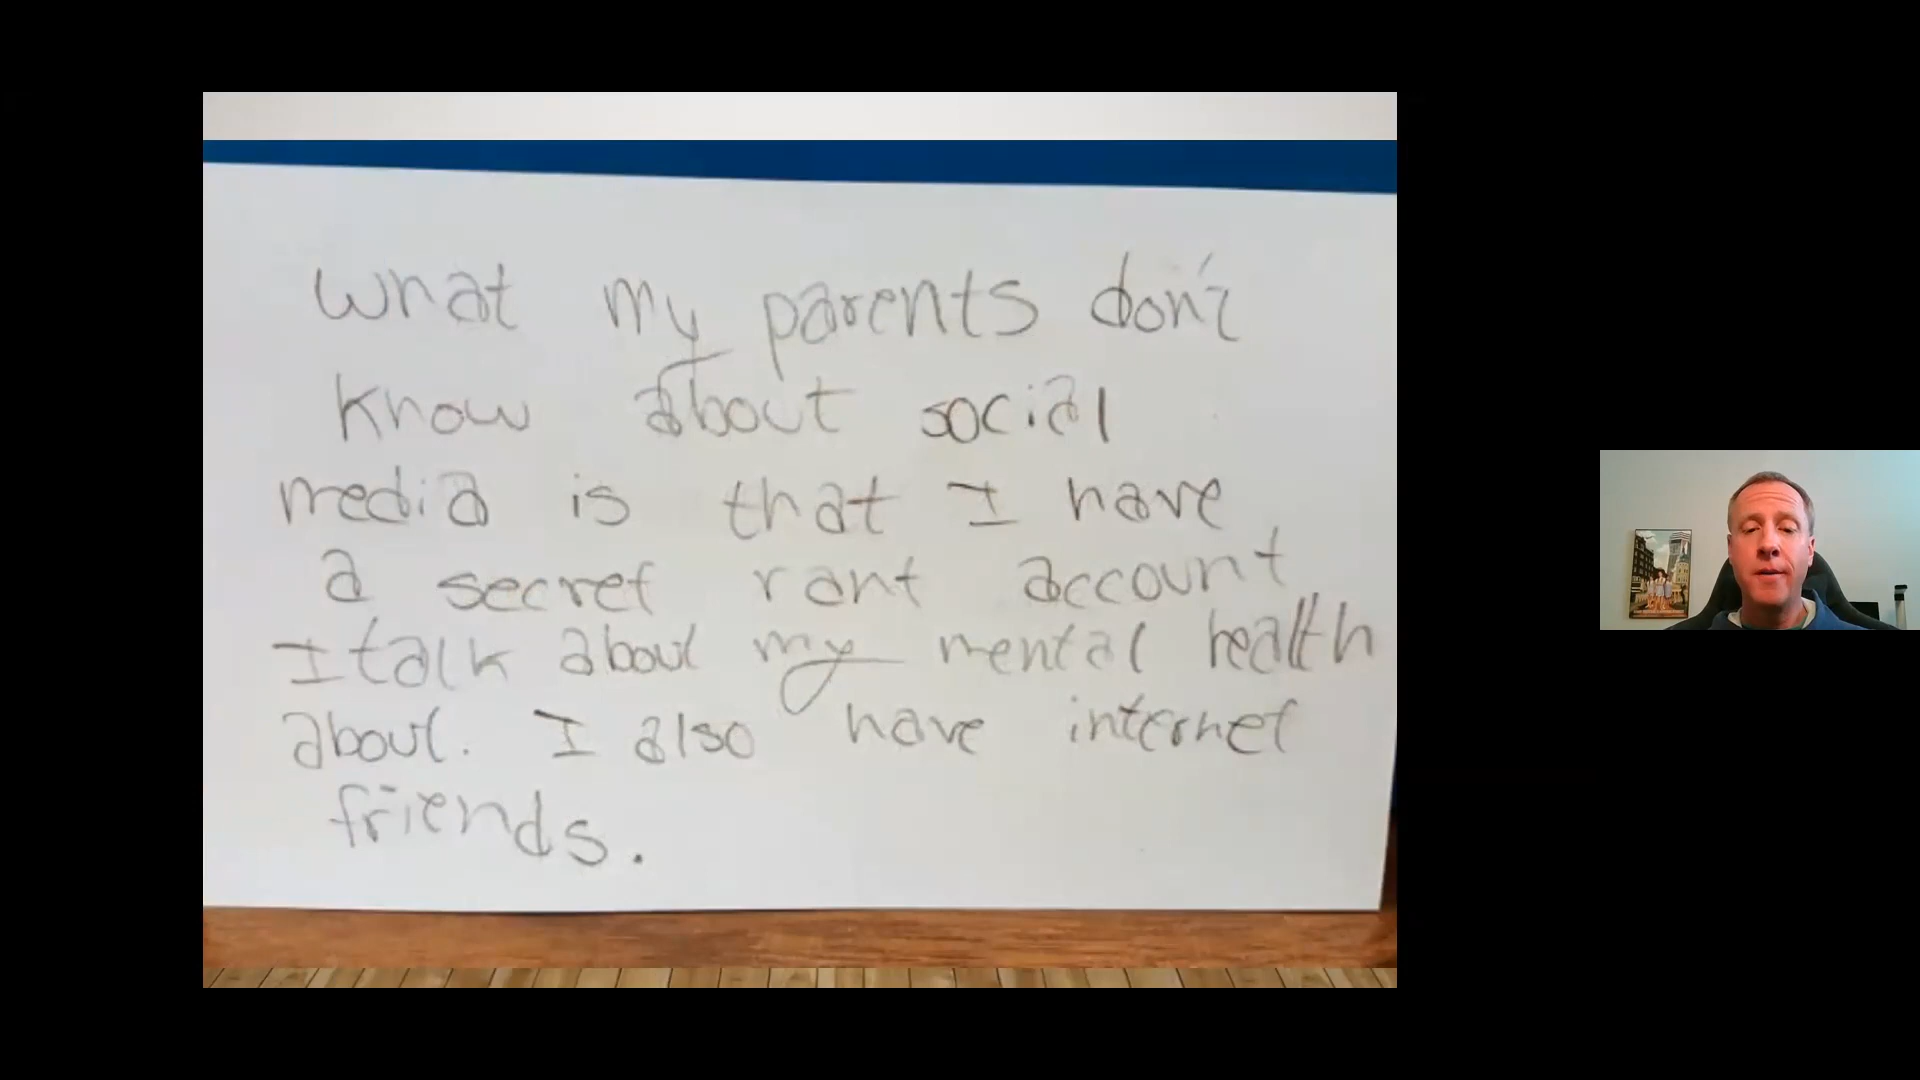 What my parents don't
know about social
media is that I have
a secret rant account
I talk about my mental health
about. I also have internet
friends.